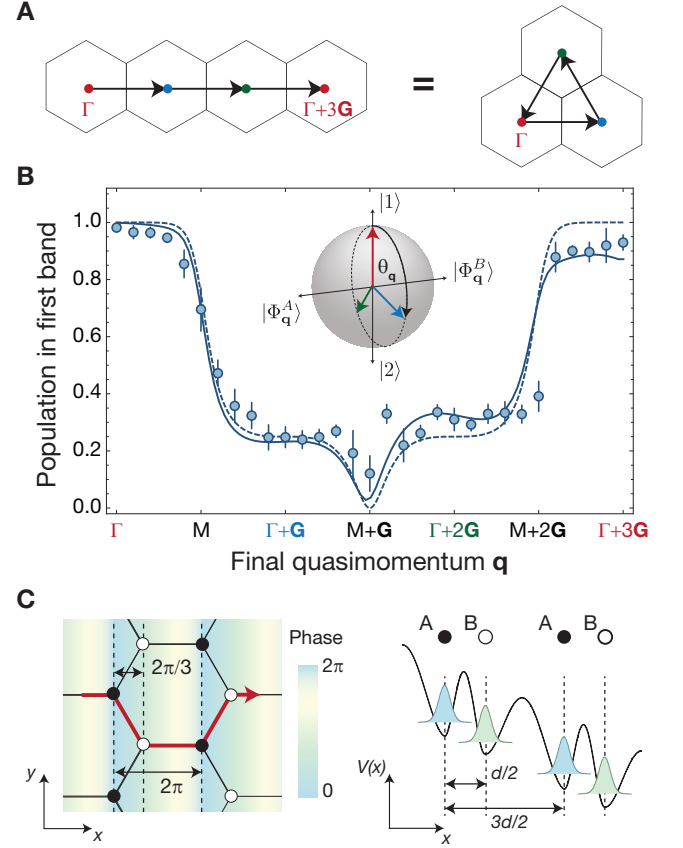 A
Γ
Γ+3G
=
Γ
B
Population in first band
1.0
0.8
0.6
0.4
0.2
0.0
|1⟩
θq
|Φ^B_q⟩
|Φ^A_q⟩
|2⟩
Γ
M
Γ+G
M+G
Γ+2G
M+2G
Γ+3G
Final quasimomentum q
C
2π/3
2π
y
x
Phase
2π
0
A
B
A
B
V(x)
d/2
3d/2
x